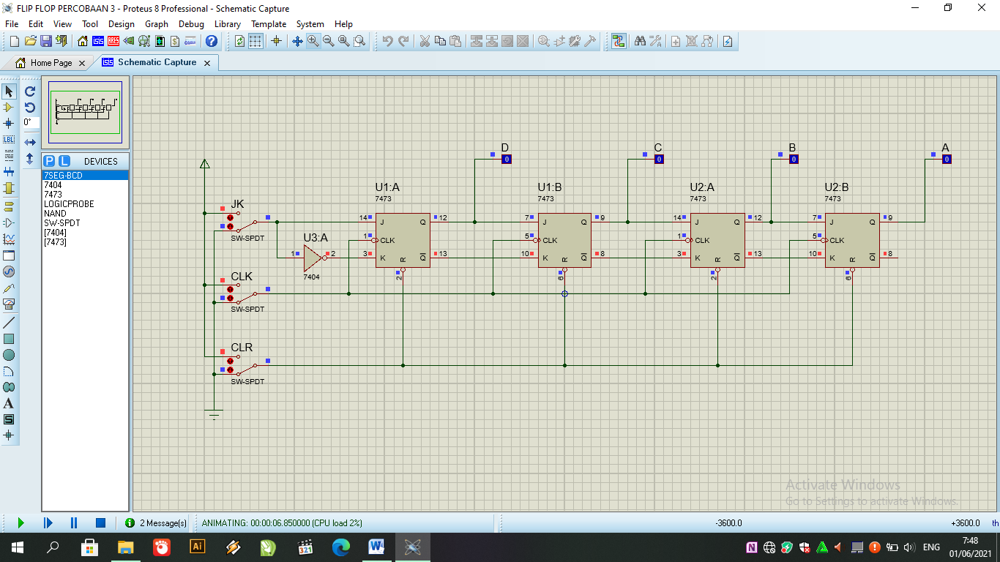 FLIP FLOP PERCOBAAN 3 - Proteus 8 Professional - Schematic Capture
File Edit View Tool Design Graph Debug Library Template System Help
Home Page
Schematic Capture
0°
P L DEVICES
7SEG-BCD
7404
7473
LOGICPROBE
NAND
SW-SPDT
[7404]
[7473]
LBL
A
S
D C B A
0 0 0 0
U1:A U1:B U2:A U2:B
7473 7473 7473 7473
JK
SW-SPDT
14 J Q 12
7 J Q 9
14 J Q 12
7 J Q 9
U3:A
1 2
7404
1 CLK
5 CLK
1 CLK
5 CLK
3 K R Q 13
10 K R Q 8
3 K R Q 13
10 K R Q 8
2 6 2 6
CLK
SW-SPDT
CLR
SW-SPDT
Activate Windows
Go to Settings to activate Windows.
2 Message(s) ANIMATING: 00:00:06.850000 (CPU load 2%) -3600.0 +3600.0 th
Ai
321
W
N
ENG
7:48
01/06/2021